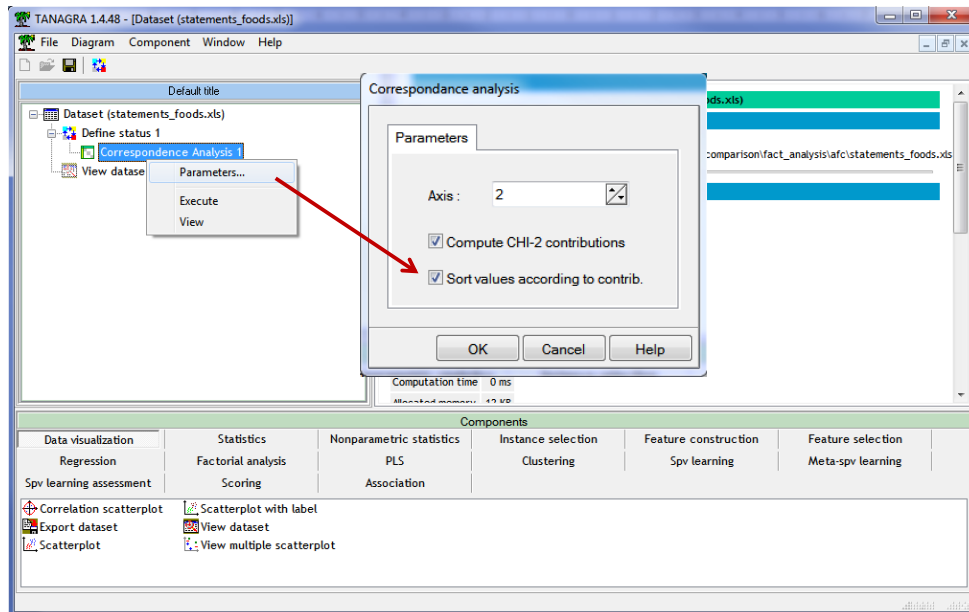 TANAGRA 1.4.48 - [Dataset (statements_foods.xls)]
File Diagram Component Window Help
Default title
Dataset (statements_foods.xls)
Define status 1
Correspondence Analysis 1
View datase
Parameters...
Execute
View
Correspondance analysis
Parameters
Axis : 2
Compute CHI-2 contributions
Sort values according to contrib.
OK Cancel Help
ods.xls)
comparison\fact_analysis\afc\statements_foods.xls
Computation time 0 ms
Allocated memory 12 KB
Components
Data visualization Statistics Nonparametric statistics Instance selection Feature construction Feature selection
Regression Factorial analysis PLS Clustering Spv learning Meta-spv learning
Spv learning assessment Scoring Association
Correlation scatterplot Scatterplot with label
Export dataset View dataset
Scatterplot View multiple scatterplot